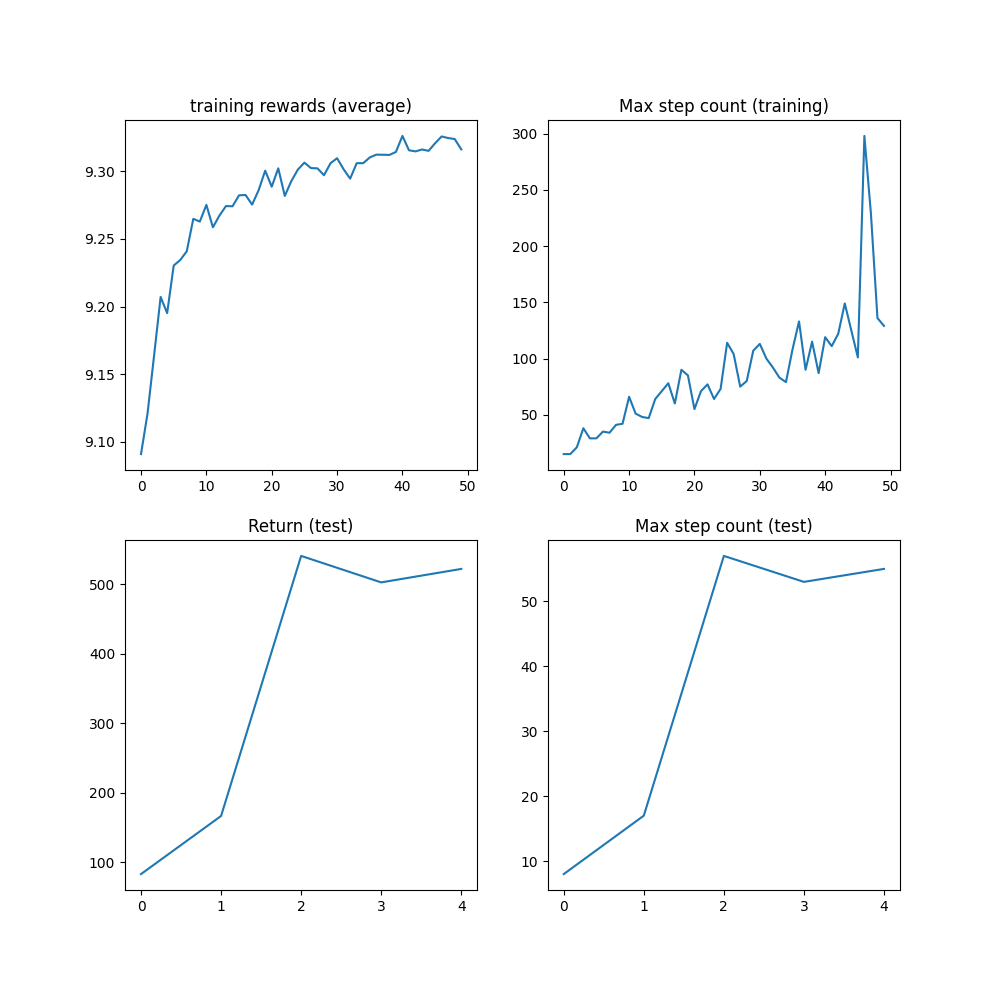 training rewards (average)
9.30
9.25
9.20
9.15
9.10
0 10 20 30 40 50
Max step count (training)
300
250
200
150
100
50
0 10 20 30 40 50
Return (test)
500
400
300
200
100
0 1 2 3 4
Max step count (test)
50
40
30
20
10
0 1 2 3 4